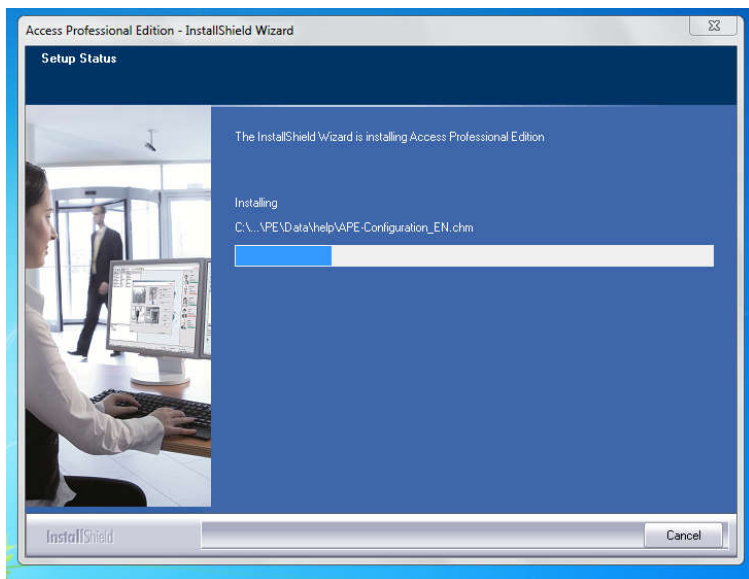 Access Professional Edition - InstallShield Wizard
Setup Status
The InstallShield Wizard is installing Access Professional Edition
Installing
C:\...\PE\Data\help\APE-Configuration_EN.chm
InstallShield
Cancel